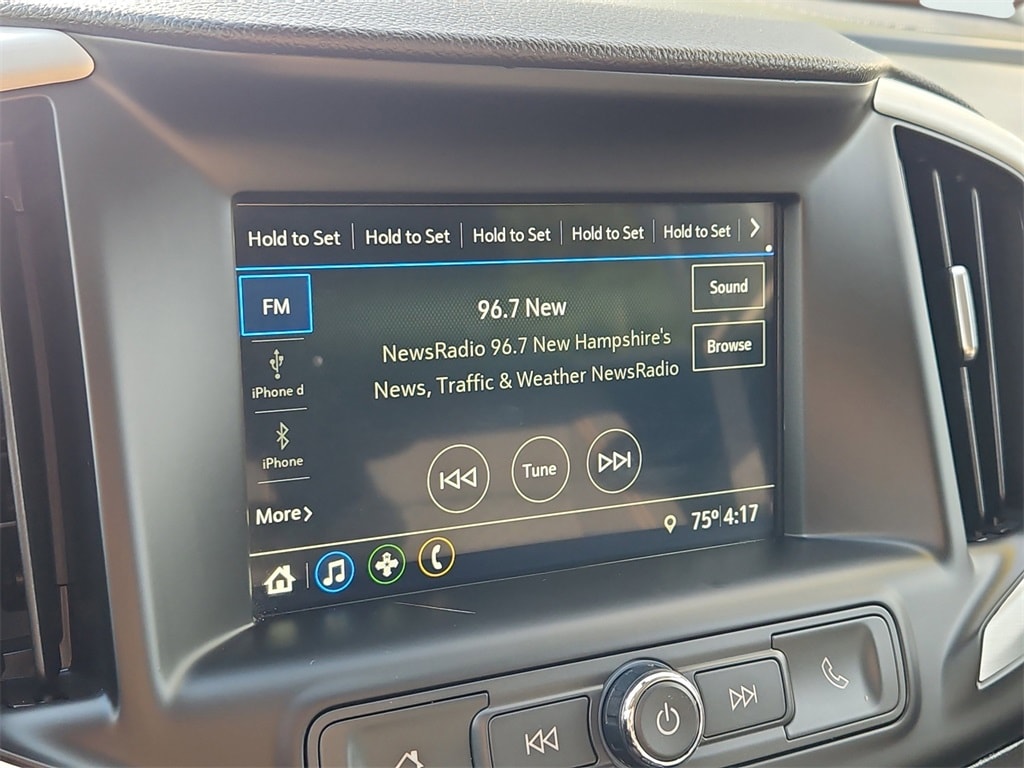 Hold to Set Hold to Set Hold to Set Hold to Set Hold to Set
FM
96.7 New
Sound
NewsRadio 96.7 New Hampshire's
Browse
News, Traffic & Weather NewsRadio
iPhone d
iPhone
Tune
More
75° 4:17